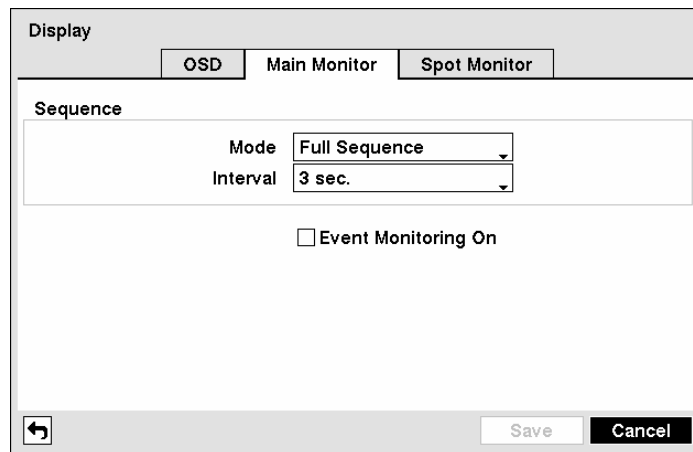 Display
OSD Main Monitor Spot Monitor
Sequence
Mode Full Sequence
Interval 3 sec.
Event Monitoring On
Save Cancel